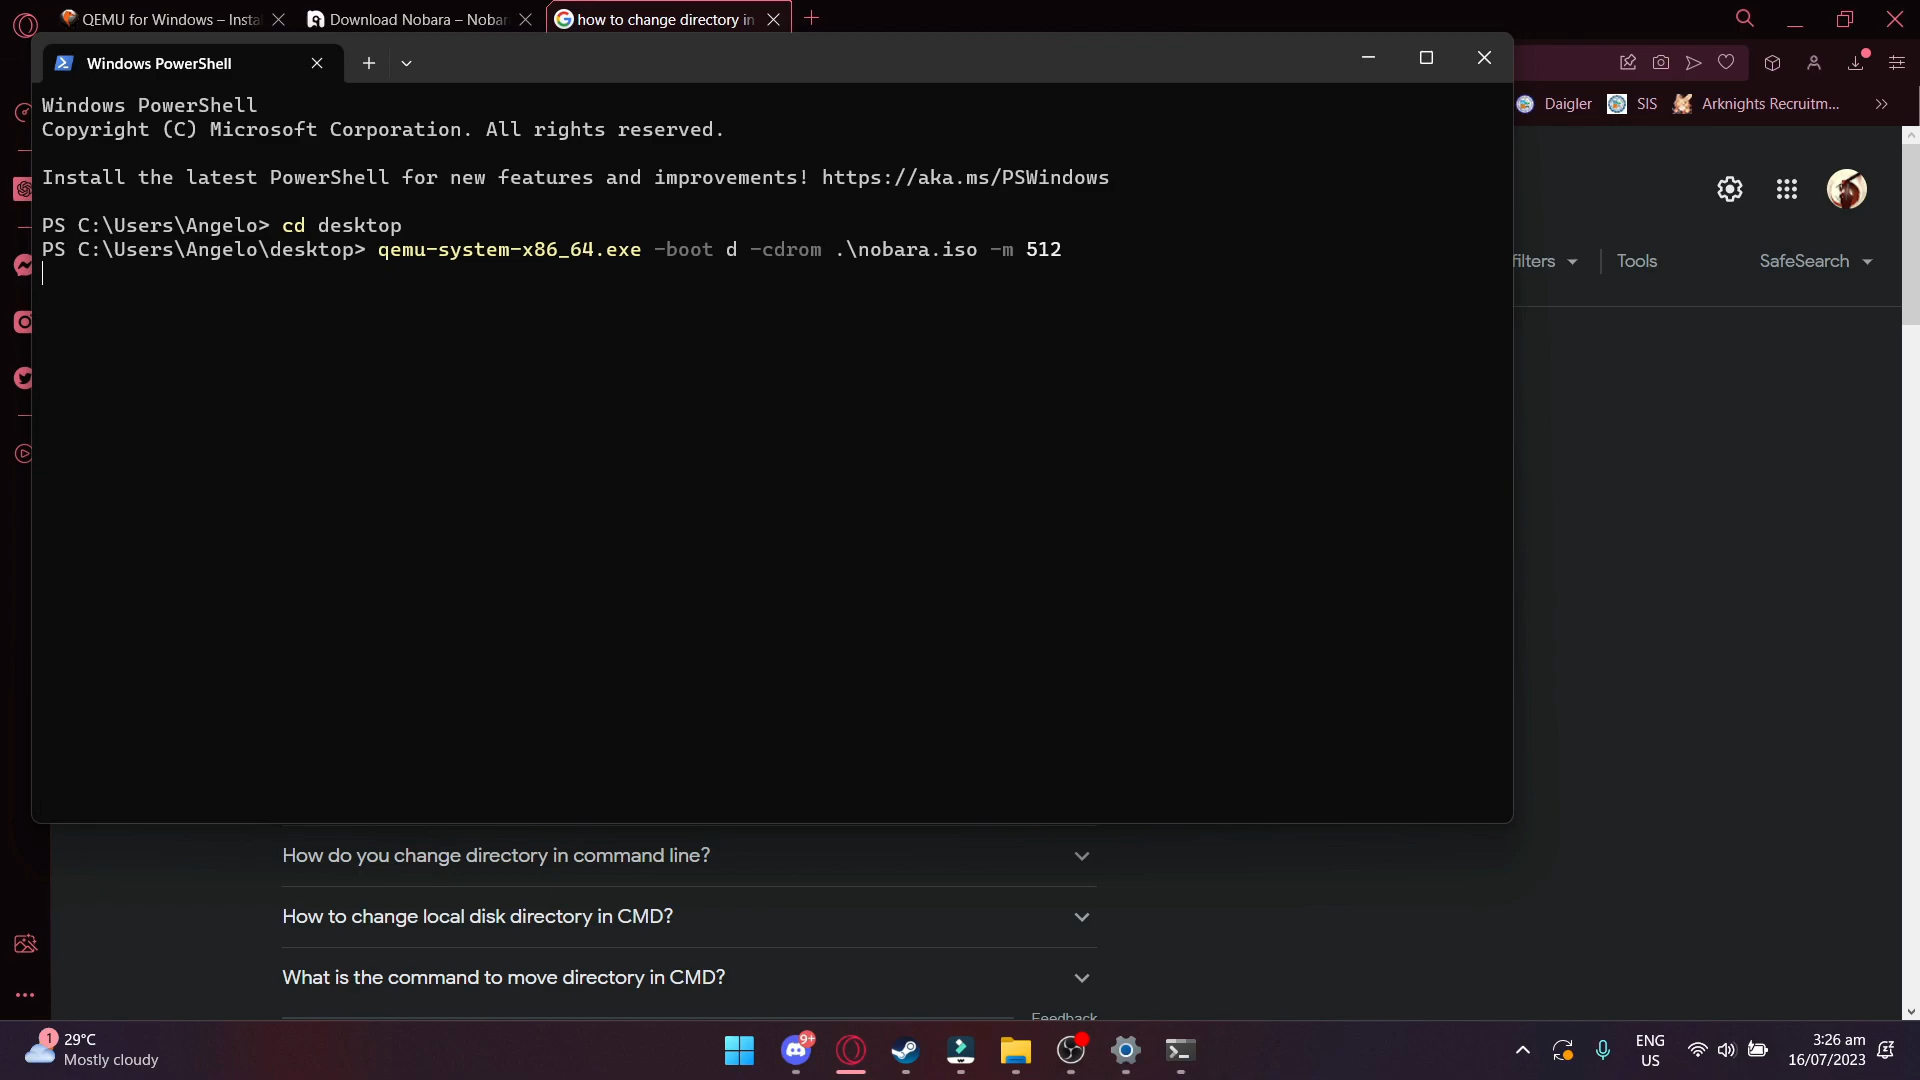 QEMU for Windows – Instal
Download Nobara – Nobar
how to change directory in
Windows PowerShell
Windows PowerShell
Copyright (C) Microsoft Corporation. All rights reserved.
Daigler
SIS
Arknights Recruitm...
Install the latest PowerShell for new features and improvements! https://aka.ms/PSWindows
PS C:\Users\Angelo> cd desktop
PS C:\Users\Angelo\desktop> qemu-system-x86_64.exe -boot d -cdrom .\nobara.iso -m 512
filters
Tools
SafeSearch
How do you change directory in command line?
How to change local disk directory in CMD?
What is the command to move directory in CMD?
Feedback
1
29°C
Mostly cloudy
9+
ENG
US
3:26 am
16/07/2023